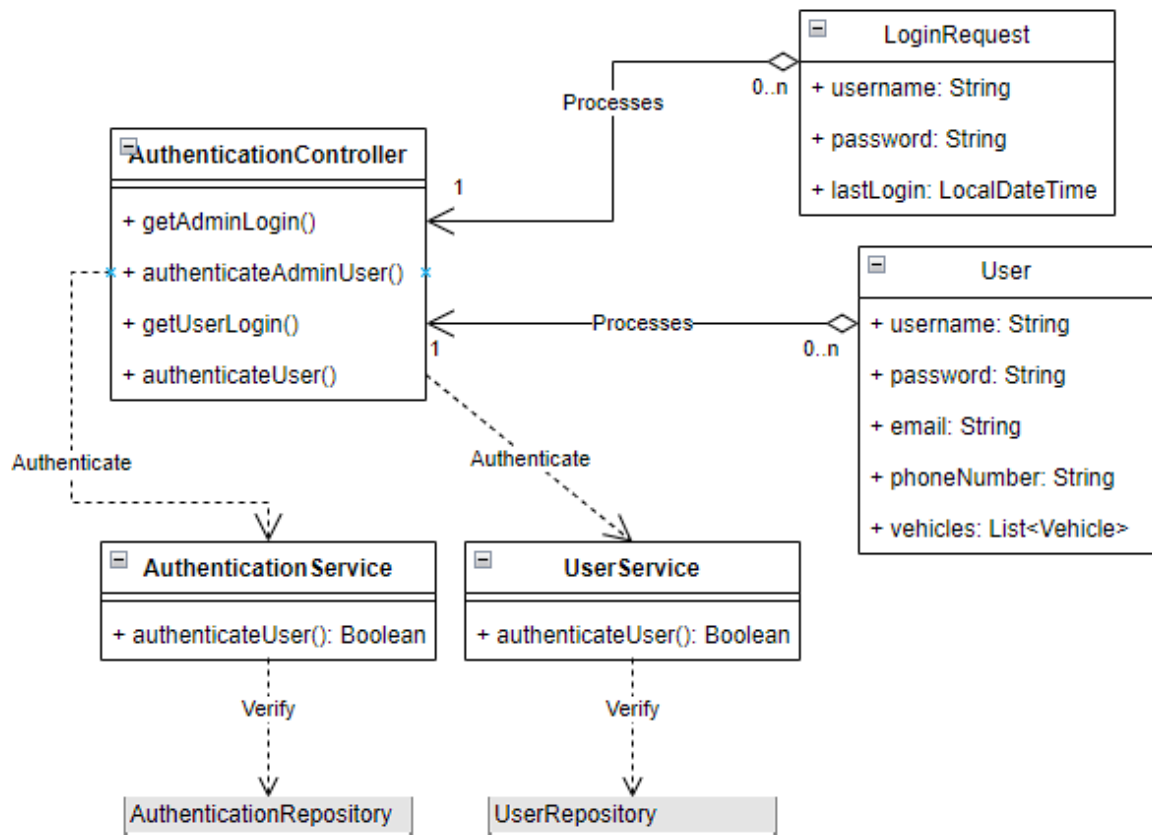 LoginRequest
+ username: String
+ password: String
+ lastLogin: LocalDateTime
0..n
Processes
1
AuthenticationController
+ getAdminLogin()
+ authenticateAdminUser()
+ getUserLogin()
+ authenticateUser()
User
+ username: String
+ password: String
+ email: String
+ phoneNumber: String
+ vehicles: List<Vehicle>
0..n
Processes
1
Authenticate
Authenticate
AuthenticationService
+ authenticateUser(): Boolean
UserService
+ authenticateUser(): Boolean
Verify
Verify
AuthenticationRepository
UserRepository